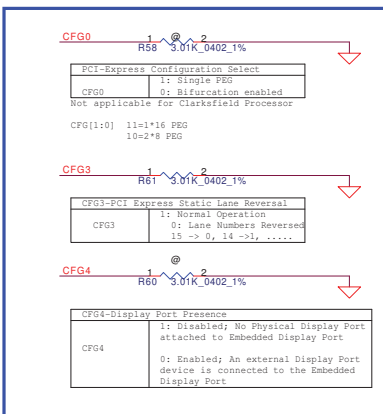 CFG0
1 @ 2
R58 3.01K_0402_1%
PCI-Express Configuration Select
CFG0
1: Single PEG
0: Bifurcation enabled
Not applicable for Clarksfield Processor
CFG[1:0] 11=1*16 PEG
10=2*8 PEG
CFG3
1 2
R61 3.01K_0402_1%
CFG3-PCI Express Static Lane Reversal
CFG3
1: Normal Operation
0: Lane Numbers Reversed
15 -> 0, 14 ->1, .....
@
CFG4
1 2
R60 3.01K_0402_1%
CFG4-Display Port Presence
CFG4
1: Disabled; No Physical Display Port
attached to Embedded Display Port
0: Enabled; An external Display Port
device is connected to the Embedded
Display Port